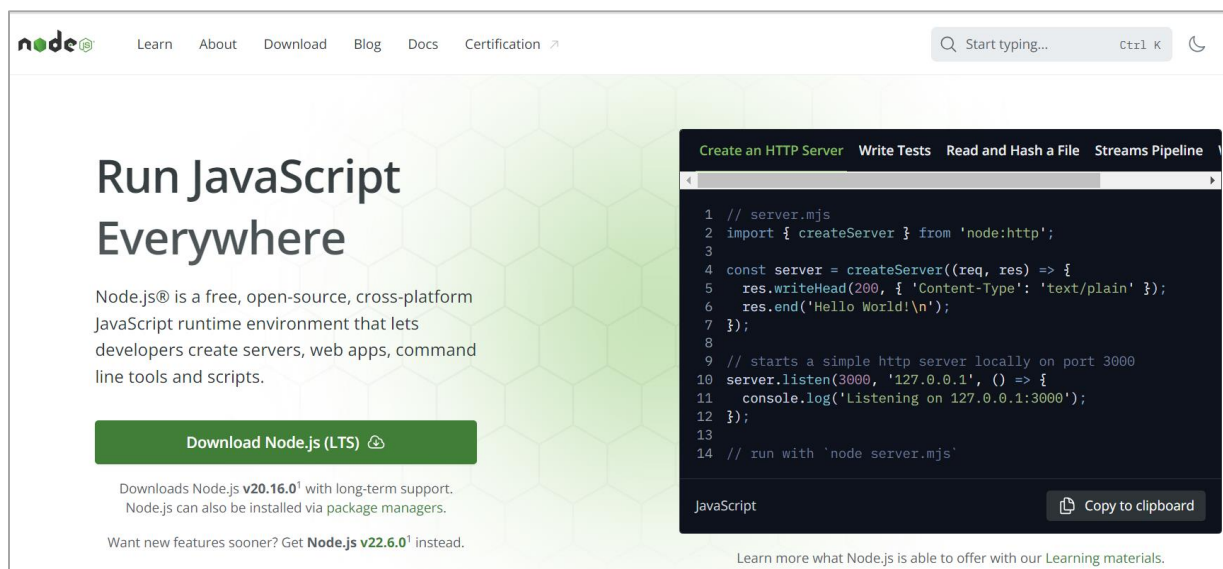 node JS
Learn About Download Blog Docs Certification ↗
Start typing... Ctrl K
Run JavaScript
Everywhere
Node.js® is a free, open-source, cross-platform
JavaScript runtime environment that lets
developers create servers, web apps, command
line tools and scripts.
Download Node.js (LTS)
Downloads Node.js v20.16.0¹ with long-term support.
Node.js can also be installed via package managers.
Want new features sooner? Get Node.js v22.6.0¹ instead.
Create an HTTP Server Write Tests Read and Hash a File Streams Pipeline
1 // server.mjs
2 import { createServer } from 'node:http';
3
4 const server = createServer((req, res) => {
5   res.writeHead(200, { 'Content-Type': 'text/plain' });
6   res.end('Hello World!\n');
7 });
8
9 // starts a simple http server locally on port 3000
10 server.listen(3000, '127.0.0.1', () => {
11   console.log('Listening on 127.0.0.1:3000');
12 });
13
14 // run with `node server.mjs`
JavaScript Copy to clipboard
Learn more what Node.js is able to offer with our Learning materials.